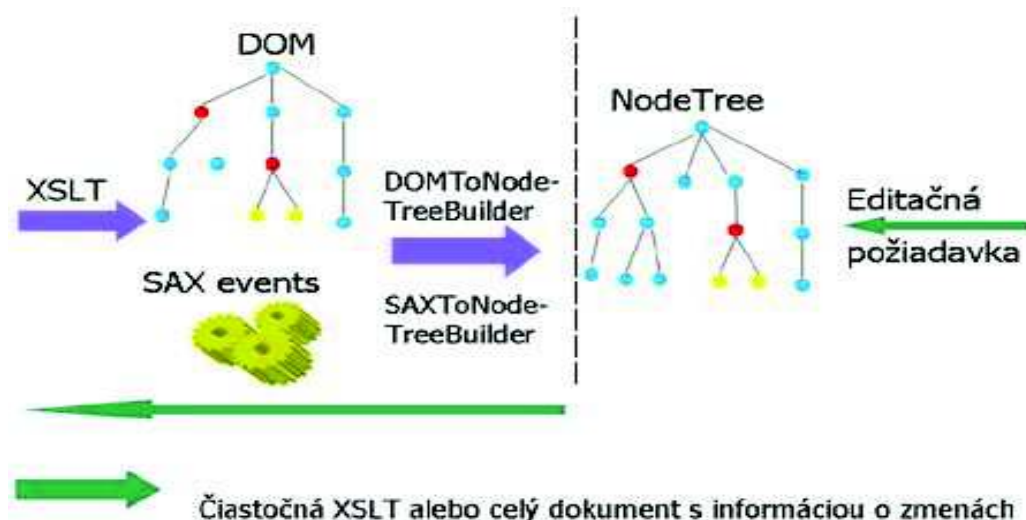 DOM
NodeTree
XSLT
DOMToNode-
TreeBuilder
Editačná
požiadavka
SAX events
SAXToNode-
TreeBuilder
Čiastočná XSLT alebo celý dokument s informáciou o zmenách